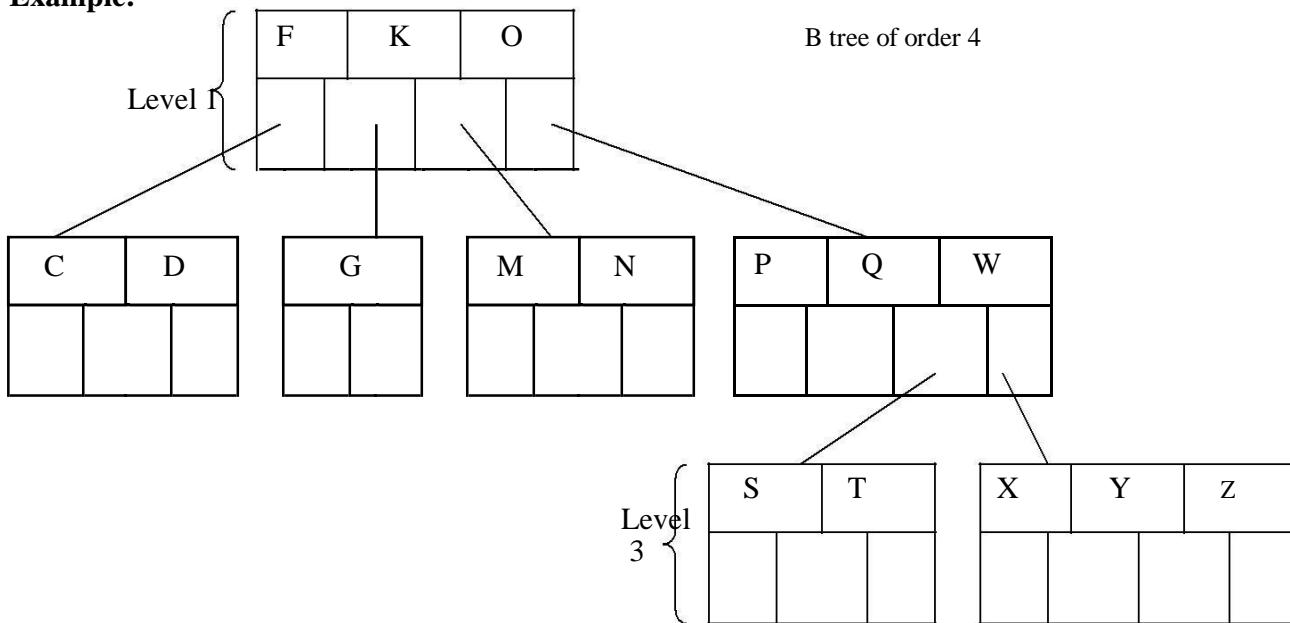 Example:
F K O
B tree of order 4
Level 1
C D G M N P Q W
S T X Y Z
Level
3